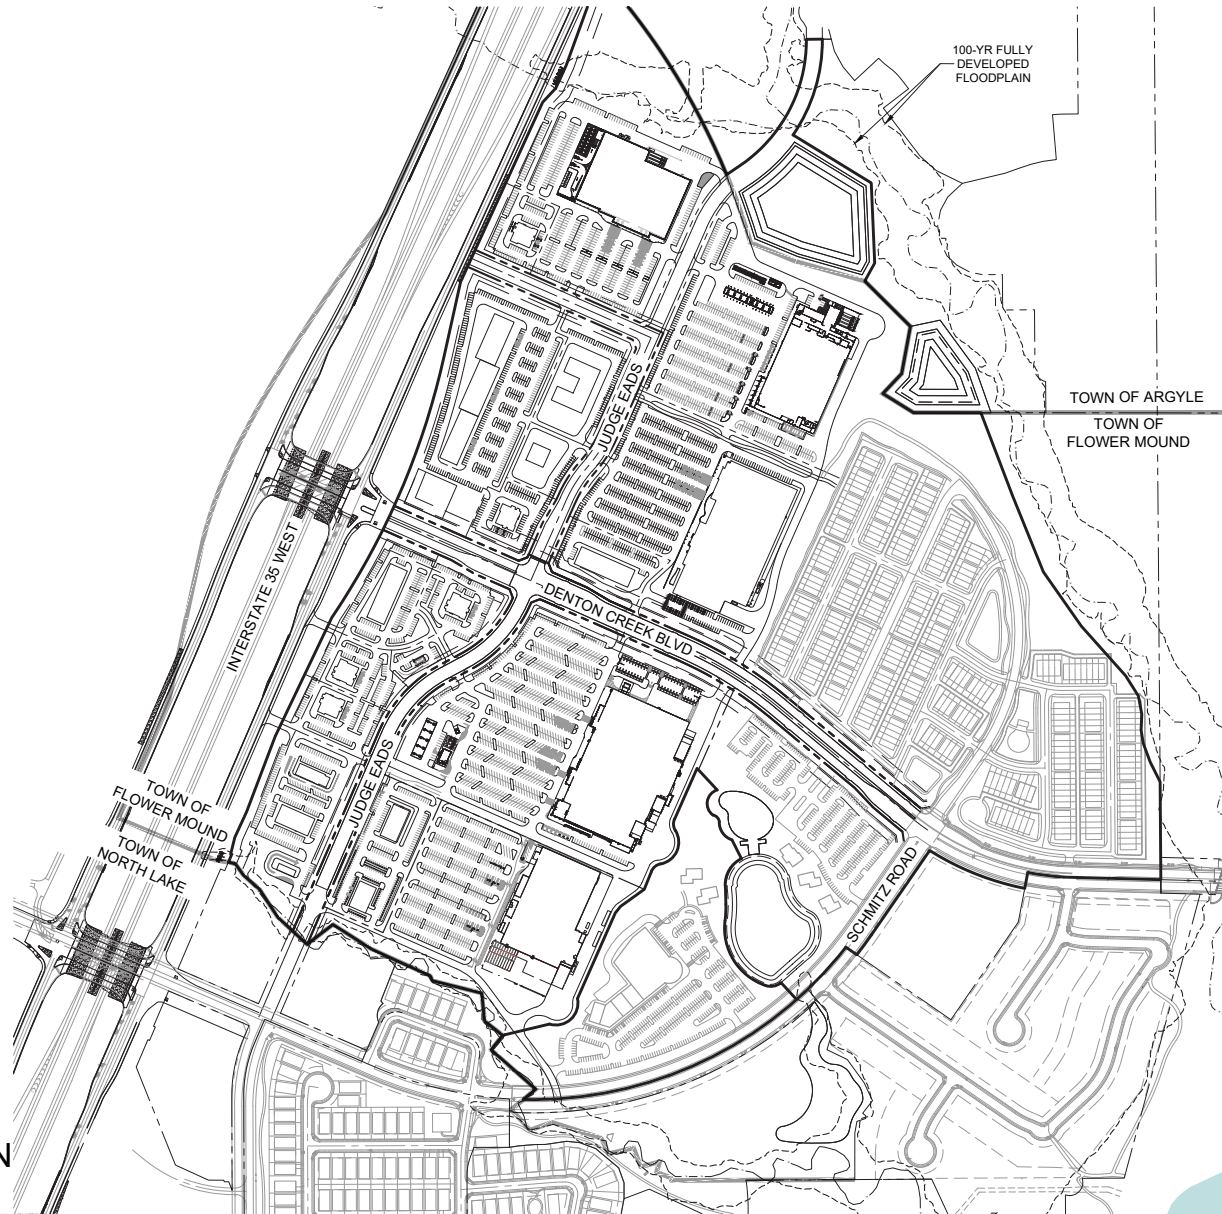 100-YR FULLY
DEVELOPED
FLOODPLAIN
TOWN OF ARGYLE
TOWN OF
FLOWER MOUND
JUDGE EADS
INTERSTATE 35 WEST
DENTON CREEK BLVD
JUDGE EADS
TOWN OF
FLOWER MOUND
TOWN OF
NORTH LAKE
SCHMITZ ROAD
N